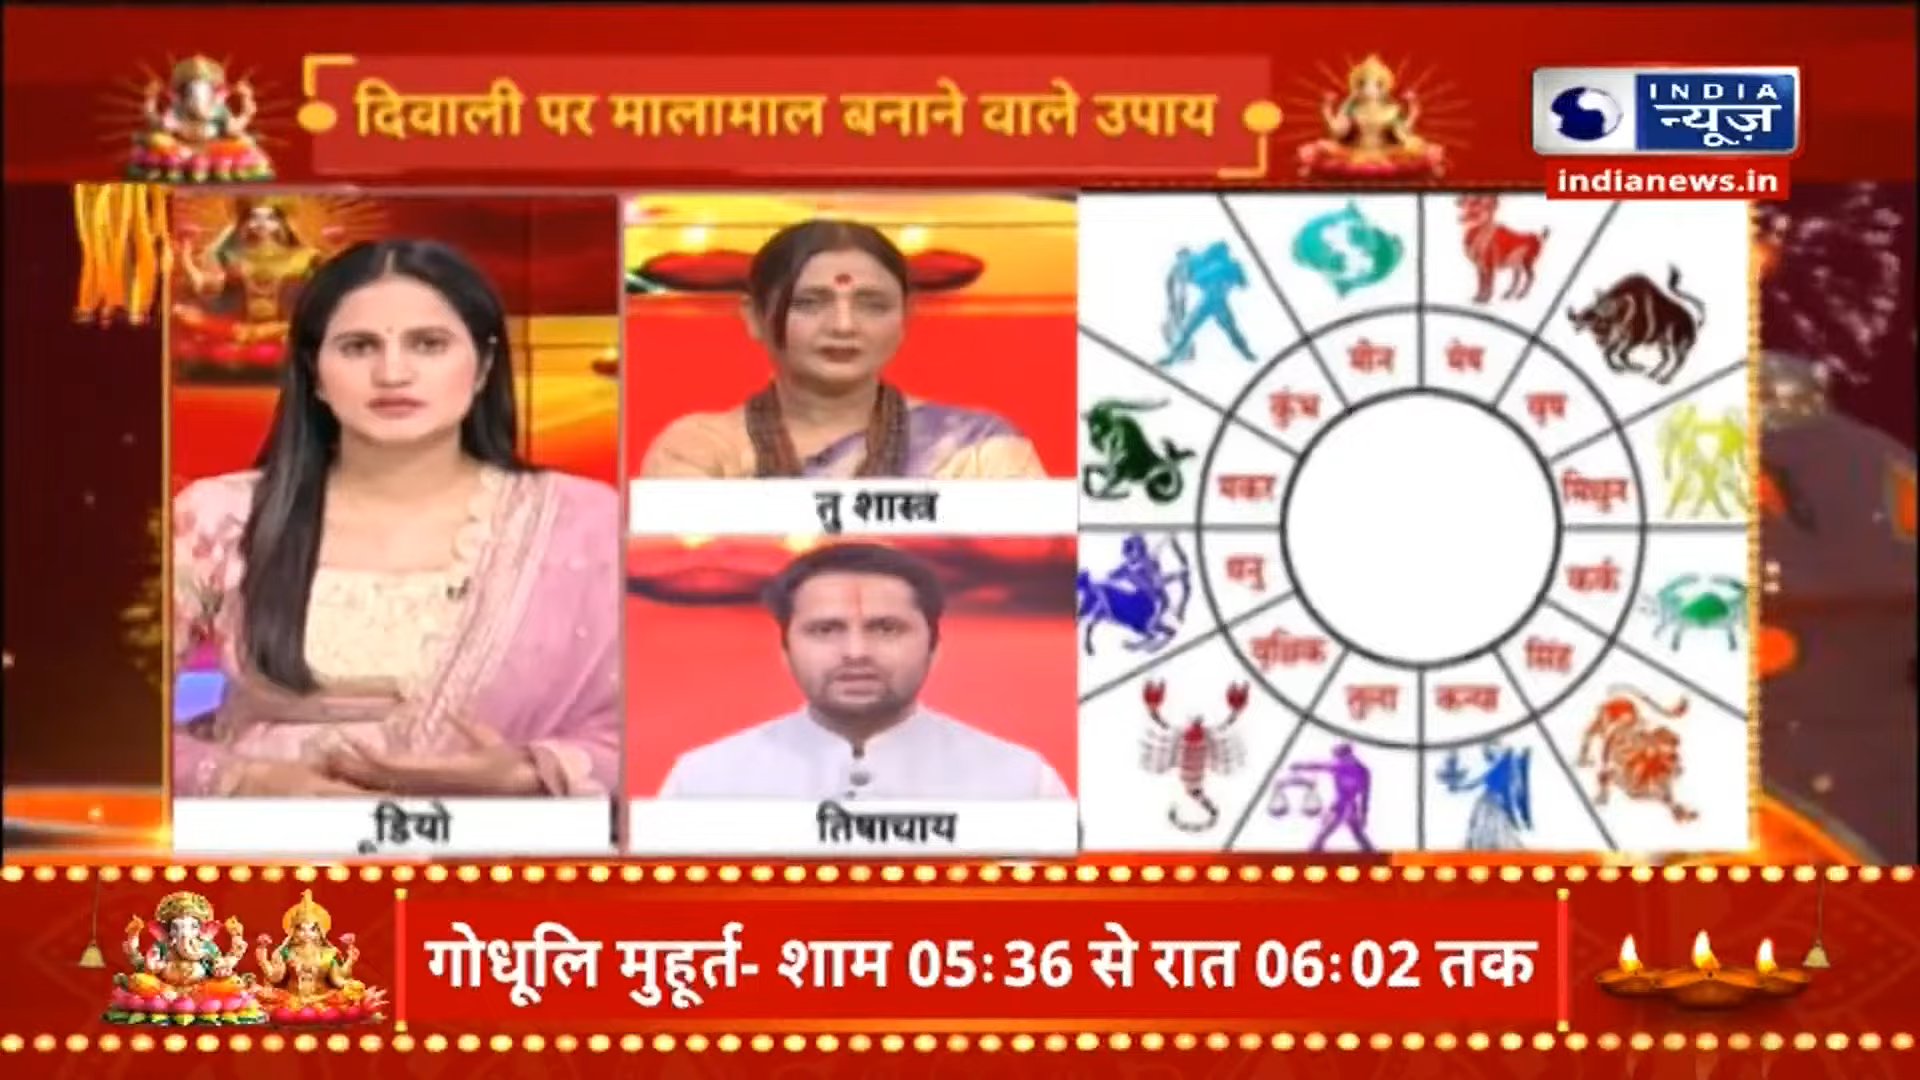 दिवाली पर मालामाल बनाने वाले उपाय
INDIA
न्यूज़
indianews.in
मीन
मेष
कुंभ
वृष
मकर
मिथुन
तु शास्त्र
धनु
कर्क
वृश्चिक
सिंह
तुला
कन्या
ूडियो
तिषाचाय
गोधूलि मुहूर्त- शाम 05:36 से रात 06:02 तक